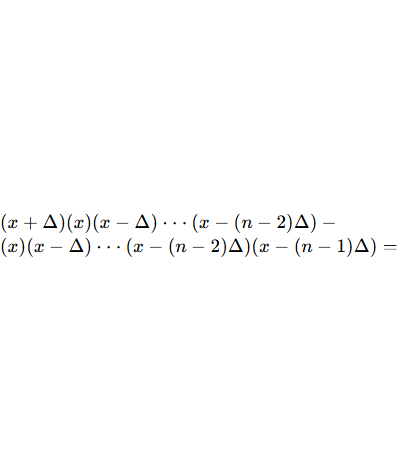 (x + Δ)(x)(x − Δ) · · · (x − (n − 2)Δ) −
(x)(x − Δ) · · · (x − (n − 2)Δ)(x − (n − 1)Δ) =